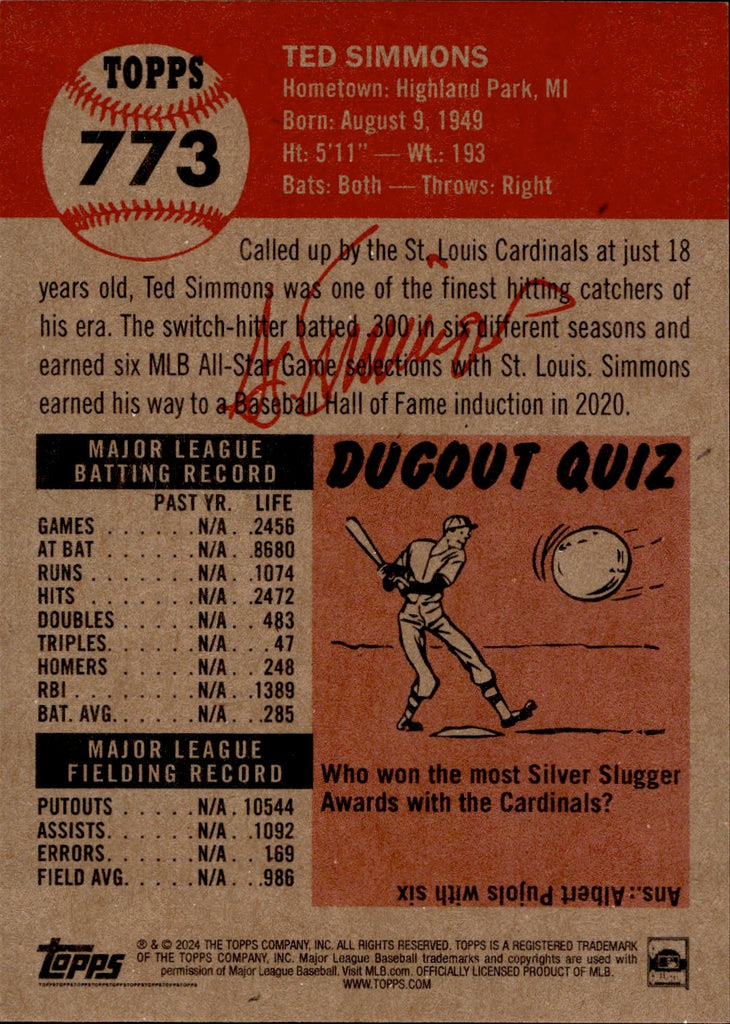 TOPPS
773
TED SIMMONS
Hometown: Highland Park, MI
Born: August 9, 1949
Ht: 5'11" — Wt.: 193
Bats: Both — Throws: Right
Called up by the St. Louis Cardinals at just 18
years old, Ted Simmons was one of the finest hitting catchers of
his era. The switch-hitter batted .300 in six different seasons and
earned six MLB All-Star Game selections with St. Louis. Simmons
earned his way to a Baseball Hall of Fame induction in 2020.
MAJOR LEAGUE
BATTING RECORD
PAST YR. LIFE
GAMES . . . . . . N/A . .2456
AT BAT . . . . . . N/A . .8680
RUNS . . . . . . . N/A . .1074
HITS . . . . . . . N/A . .2472
DOUBLES . . . . . N/A . . 483
TRIPLES. . . . . . N/A . . . 47
HOMERS . . . . . N/A . . 248
RBI . . . . . . . . N/A . .1389
BAT. AVG. . . . . . N/A . . .285
MAJOR LEAGUE
FIELDING RECORD
PUTOUTS . . . . . N/A . 10544
ASSISTS. . . . . . N/A . .1092
ERRORS. . . . . . N/A . . 169
FIELD AVG. . . . . N/A . . .986
DUGOUT QUIZ
Who won the most Silver Slugger
Awards with the Cardinals?
Ans.: Albert Pujols with six
Topps
® & © 2024 THE TOPPS COMPANY, INC. ALL RIGHTS RESERVED. TOPPS IS A REGISTERED TRADEMARK
OF THE TOPPS COMPANY, INC. Major League Baseball trademarks and copyrights are used with
permission of Major League Baseball. Visit MLB.com. OFFICIALLY LICENSED PRODUCT OF MLB.
WWW.TOPPS.COM